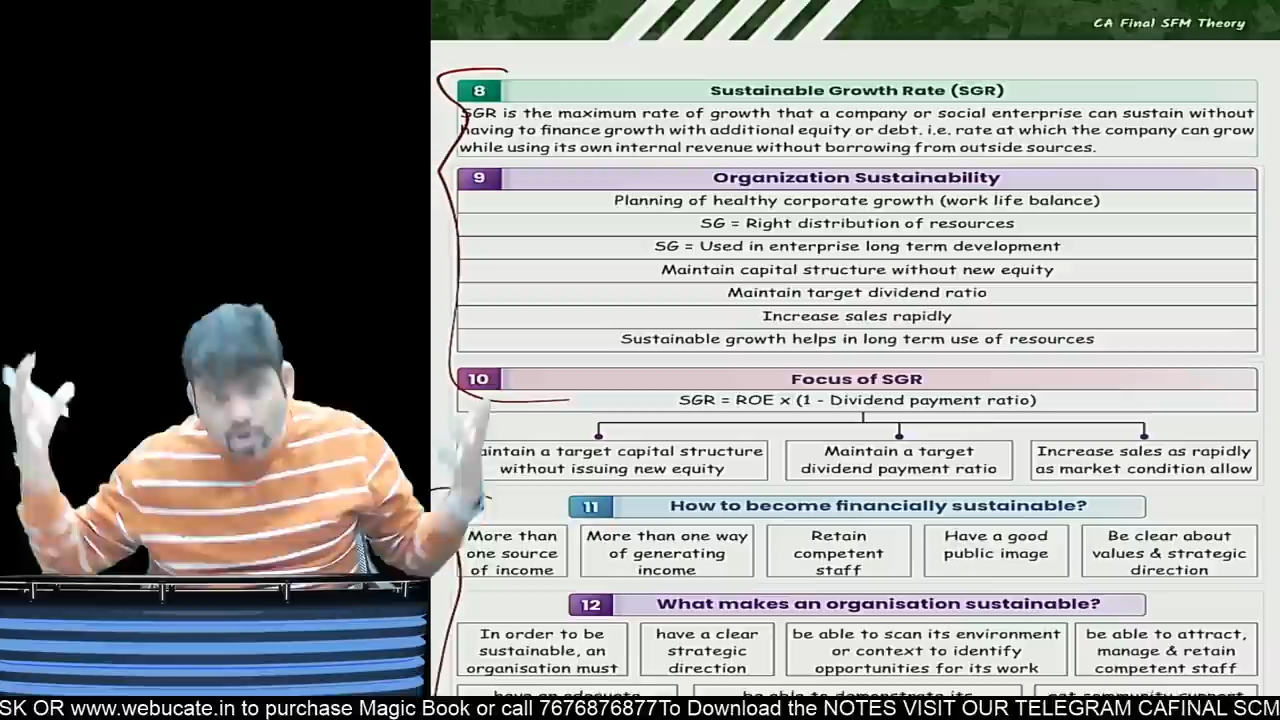 CA Final SFM Theory
8 Sustainable Growth Rate (SGR)
SGR is the maximum rate of growth that a company or social enterprise can sustain without
having to finance growth with additional equity or debt. i.e. rate at which the company can grow
while using its own internal revenue without borrowing from outside sources.
9 Organization Sustainability
Planning of healthy corporate growth (work life balance)
SG = Right distribution of resources
SG = Used in enterprise long term development
Maintain capital structure without new equity
Maintain target dividend ratio
Increase sales rapidly
Sustainable growth helps in long term use of resources
10 Focus of SGR
SGR = ROE x (1 - Dividend payment ratio)
aintain a target capital structure
without issuing new equity
Maintain a target
dividend payment ratio
Increase sales as rapidly
as market condition allow
11 How to become financially sustainable?
More than
one source
of income
More than one way
of generating
income
Retain
competent
staff
Have a good
public image
Be clear about
values & strategic
direction
12 What makes an organisation sustainable?
In order to be
sustainable, an
organisation must
have a clear
strategic
direction
be able to scan its environment
or context to identify
opportunities for its work
be able to attract,
manage & retain
competent staff
have an adequate
be able to demonstrate its
get community support
SK OR www.webucate.in to purchase Magic Book or call 7676876877To Download the NOTES VISIT OUR TELEGRAM CAFINAL SCM